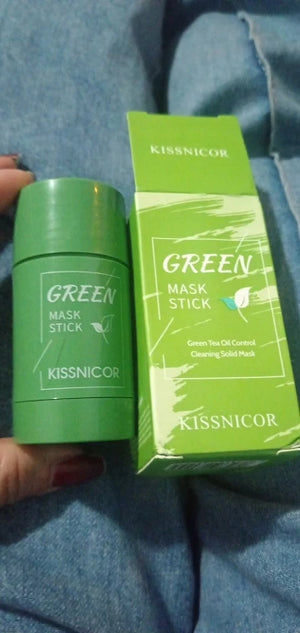 GREEN
MASK
STICK
KISSNICOR
KISSNICOR
GREEN
MASK
STICK
Green Tea Oil Control
Cleaning Solid Mask
KISSNICOR